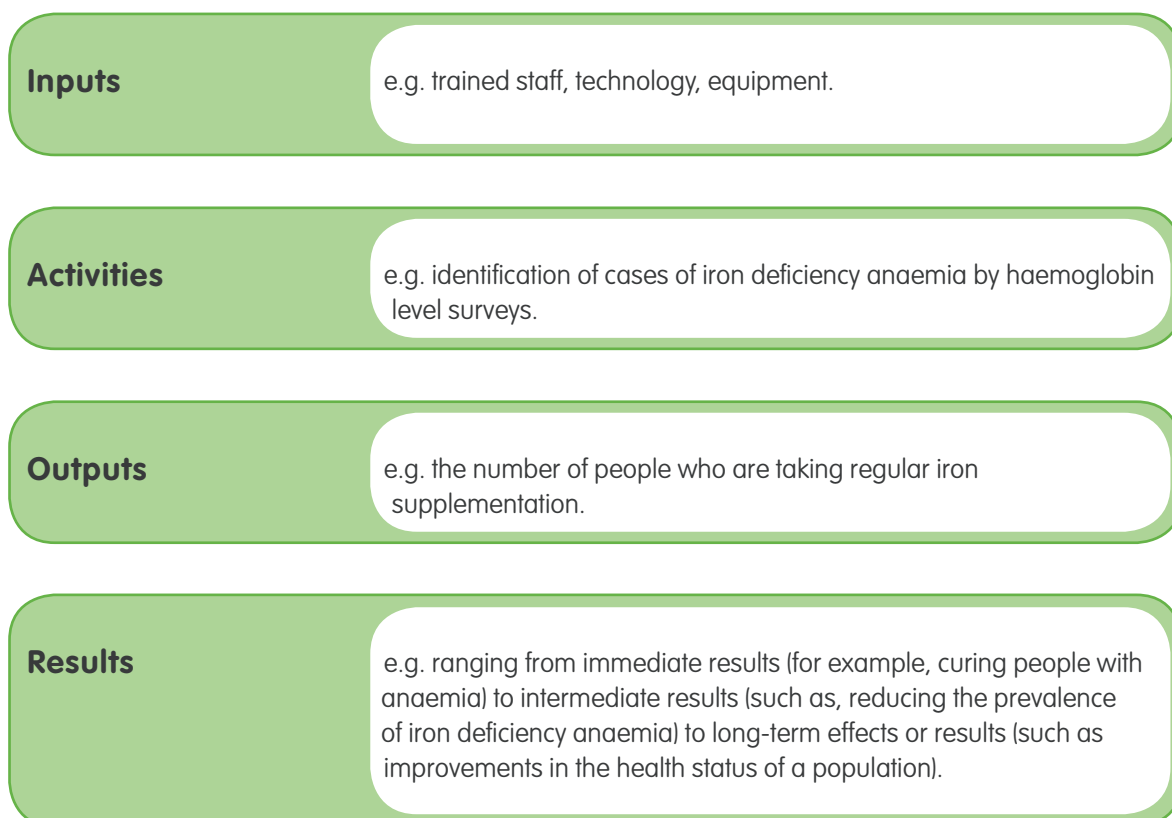 Inputs
e.g. trained staff, technology, equipment.
Activities
e.g. identification of cases of iron deficiency anaemia by haemoglobin
level surveys.
Outputs
e.g. the number of people who are taking regular iron
supplementation.
Results
e.g. ranging from immediate results (for example, curing people with
anaemia) to intermediate results (such as, reducing the prevalence
of iron deficiency anaemia) to long-term effects or results (such as
improvements in the health status of a population).